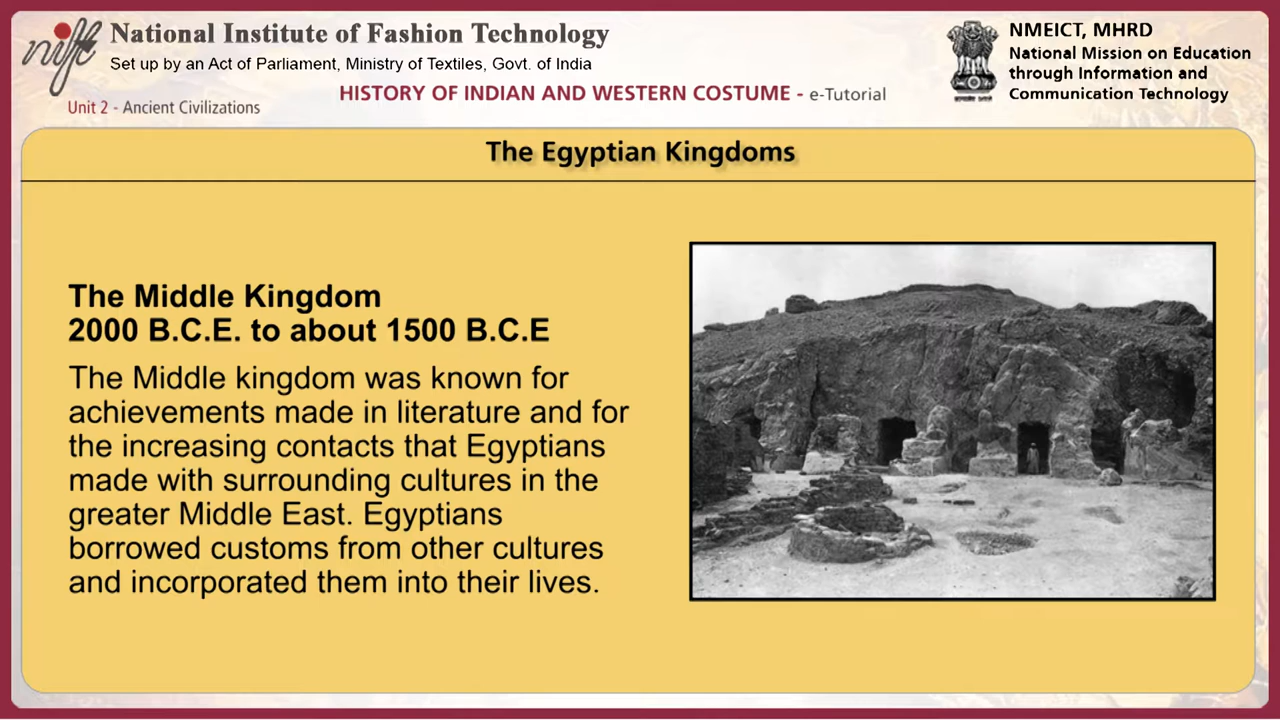 nift
National Institute of Fashion Technology
Set up by an Act of Parliament, Ministry of Textiles, Govt. of India
Unit 2 - Ancient Civilizations
HISTORY OF INDIAN AND WESTERN COSTUME - e-Tutorial
NMEICT, MHRD
National Mission on Education
through Information and
Communication Technology
The Egyptian Kingdoms
The Middle Kingdom
2000 B.C.E. to about 1500 B.C.E
The Middle kingdom was known for
achievements made in literature and for
the increasing contacts that Egyptians
made with surrounding cultures in the
greater Middle East. Egyptians
borrowed customs from other cultures
and incorporated them into their lives.